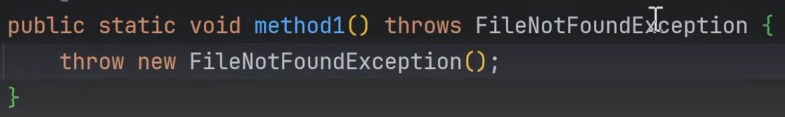 public static void method1() throws FileNotFoundException {
    throw new FileNotFoundException();
}